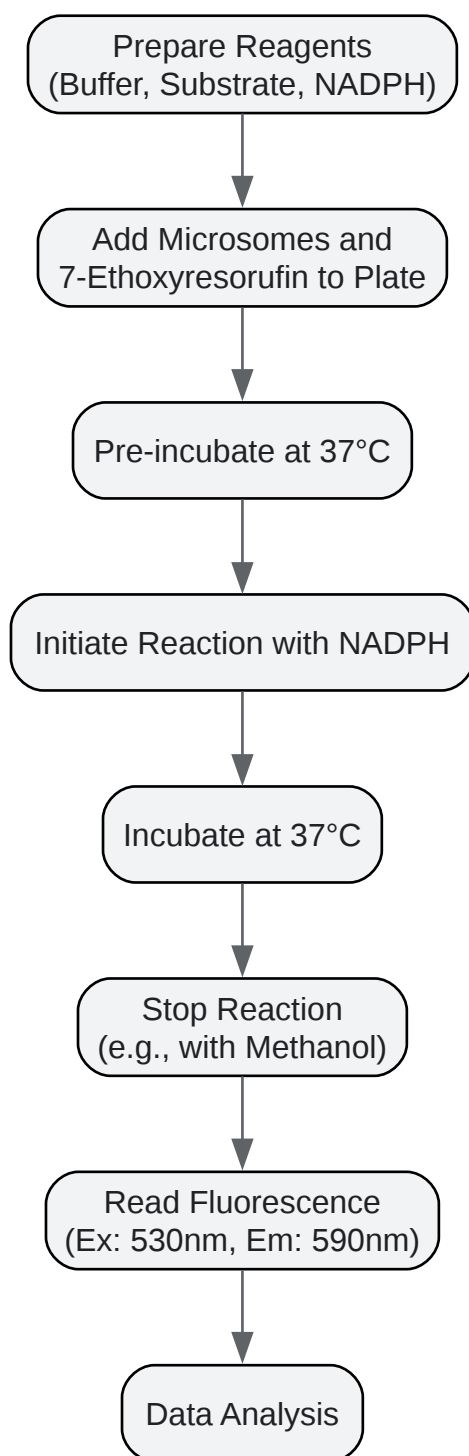 Prepare Reagents
(Buffer, Substrate, NADPH)
Add Microsomes and
7-Ethoxyresorufin to Plate
Pre-incubate at 37°C
Initiate Reaction with NADPH
Incubate at 37°C
Stop Reaction
(e.g., with Methanol)
Read Fluorescence
(Ex: 530nm, Em: 590nm)
Data Analysis